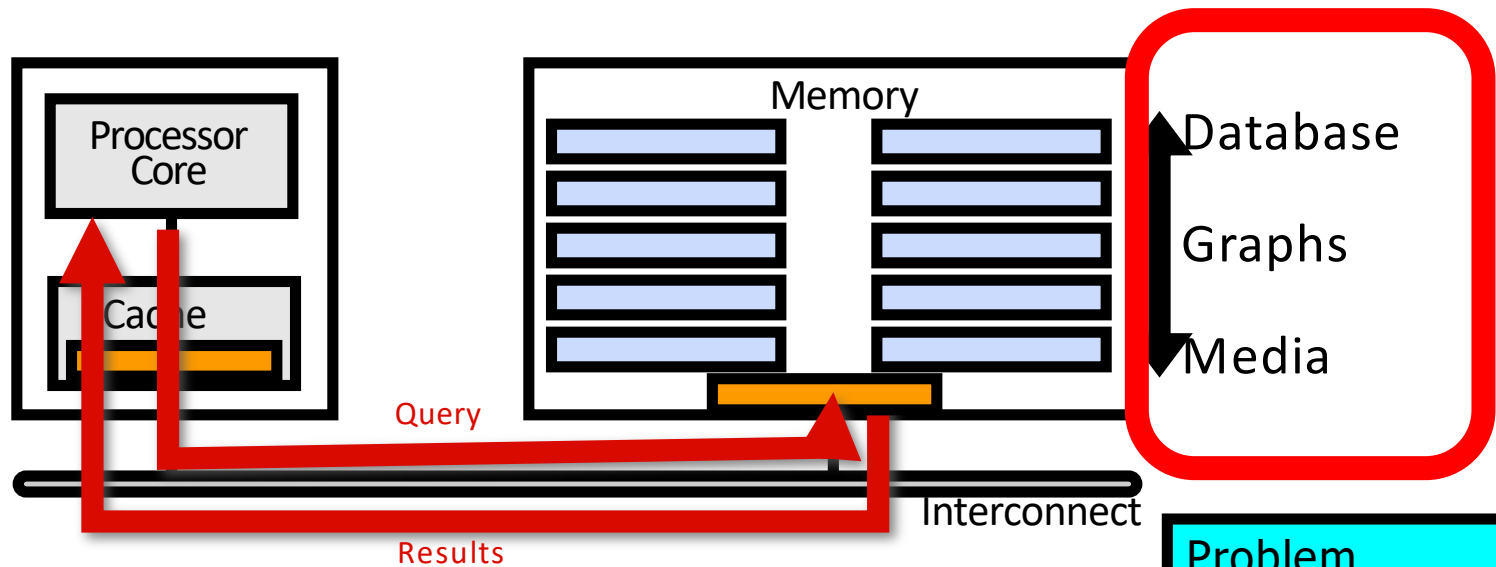 Memory
Processor
Core
Database
Graphs
Cache
Media
Query
Interconnect
Results
Problem